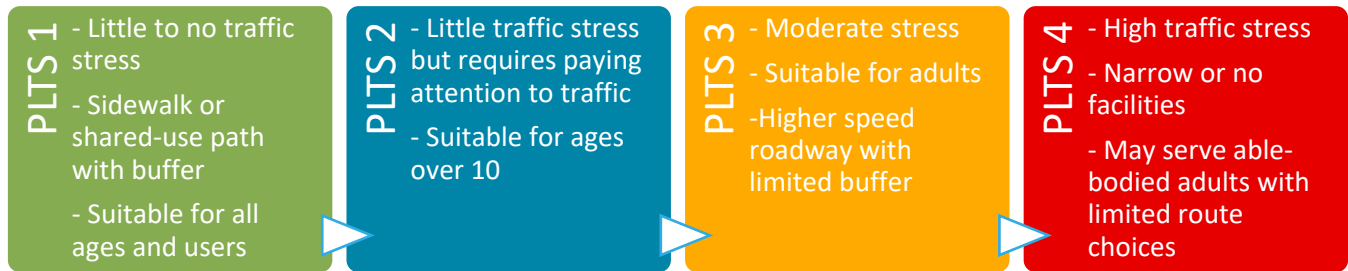 PLTS 1
- Little to no traffic
stress
- Sidewalk or
shared-use path
with buffer
- Suitable for all
ages and users
PLTS 2
- Little traffic stress
but requires paying
attention to traffic
- Suitable for ages
over 10
PLTS 3
- Moderate stress
- Suitable for adults
-Higher speed
roadway with
limited buffer
PLTS 4
- High traffic stress
- Narrow or no
facilities
- May serve able-
bodied adults with
limited route
choices